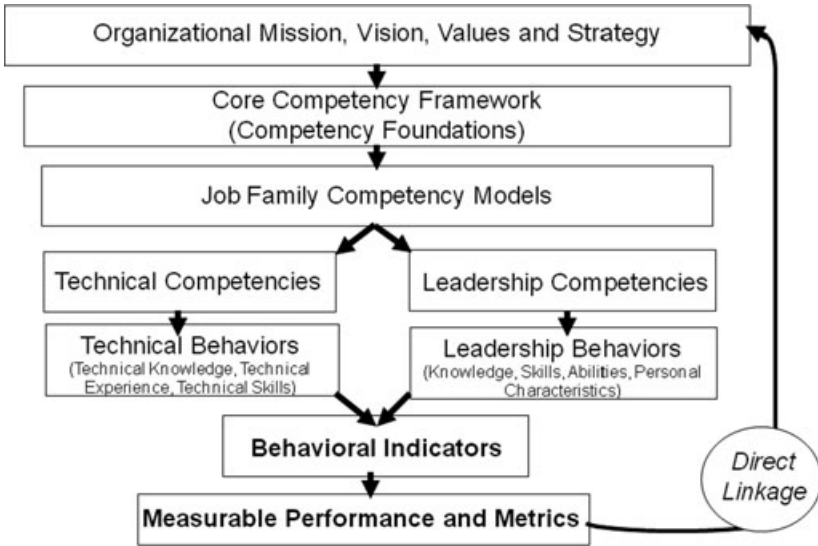 Organizational Mission, Vision, Values and Strategy
Core Competency Framework
(Competency Foundations)
Job Family Competency Models
Technical Competencies
Leadership Competencies
Technical Behaviors
(Technical Knowledge, Technical
Experience, Technical Skills)
Leadership Behaviors
(Knowledge, Skills, Abilities, Personal
Characteristics)
Behavioral Indicators
Direct
Linkage
Measurable Performance and Metrics